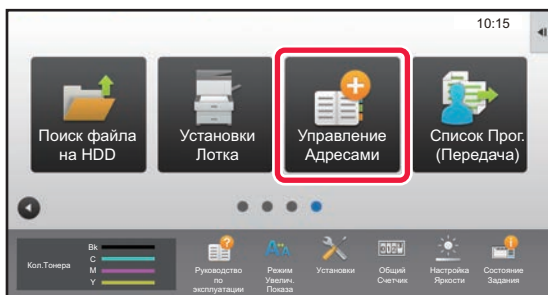 10:15
Поиск файла
на HDD
Установки
Лотка
Управление
Адресами
Список Прог.
(Передача)
Кол.Тонера
Bk
C
M
Y
Руководство
по
эксплуатации
Режим
Увелич.
Показа
Установки
Общий
Счетчик
Настройка
Яркости
Состояние
Задания